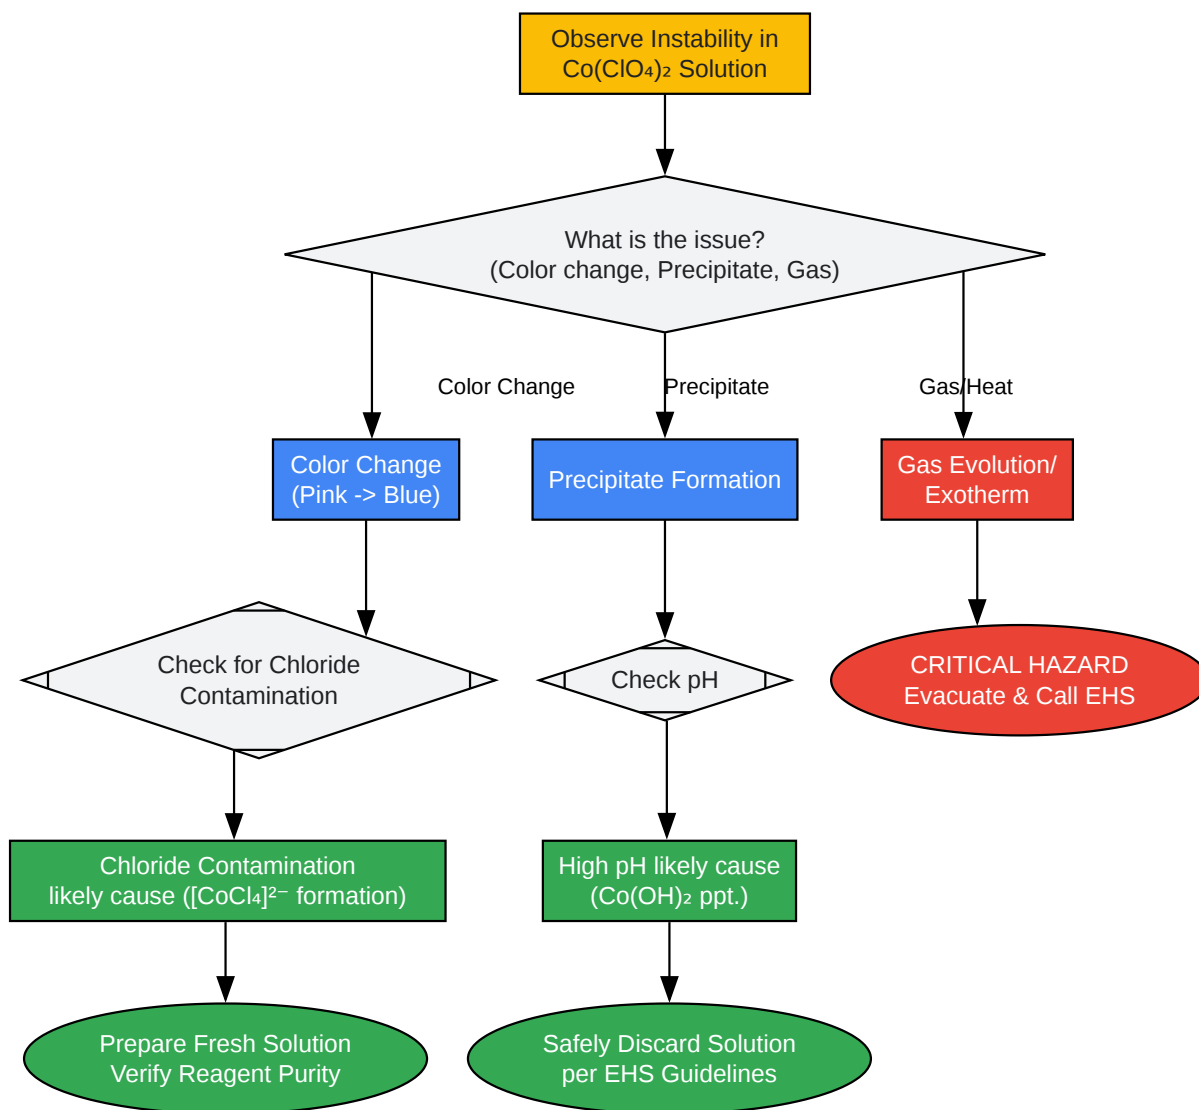 Observe Instability in
Co(ClO₄)₂ Solution
What is the issue?
(Color change, Precipitate, Gas)
Color Change
Precipitate
Gas/Heat
Color Change
(Pink -> Blue)
Precipitate Formation
Gas Evolution/
Exotherm
Check for Chloride
Contamination
Check pH
CRITICAL HAZARD
Evacuate & Call EHS
Chloride Contamination
likely cause ([CoCl₄]²⁻ formation)
High pH likely cause
(Co(OH)₂ ppt.)
Prepare Fresh Solution
Verify Reagent Purity
Safely Discard Solution
per EHS Guidelines